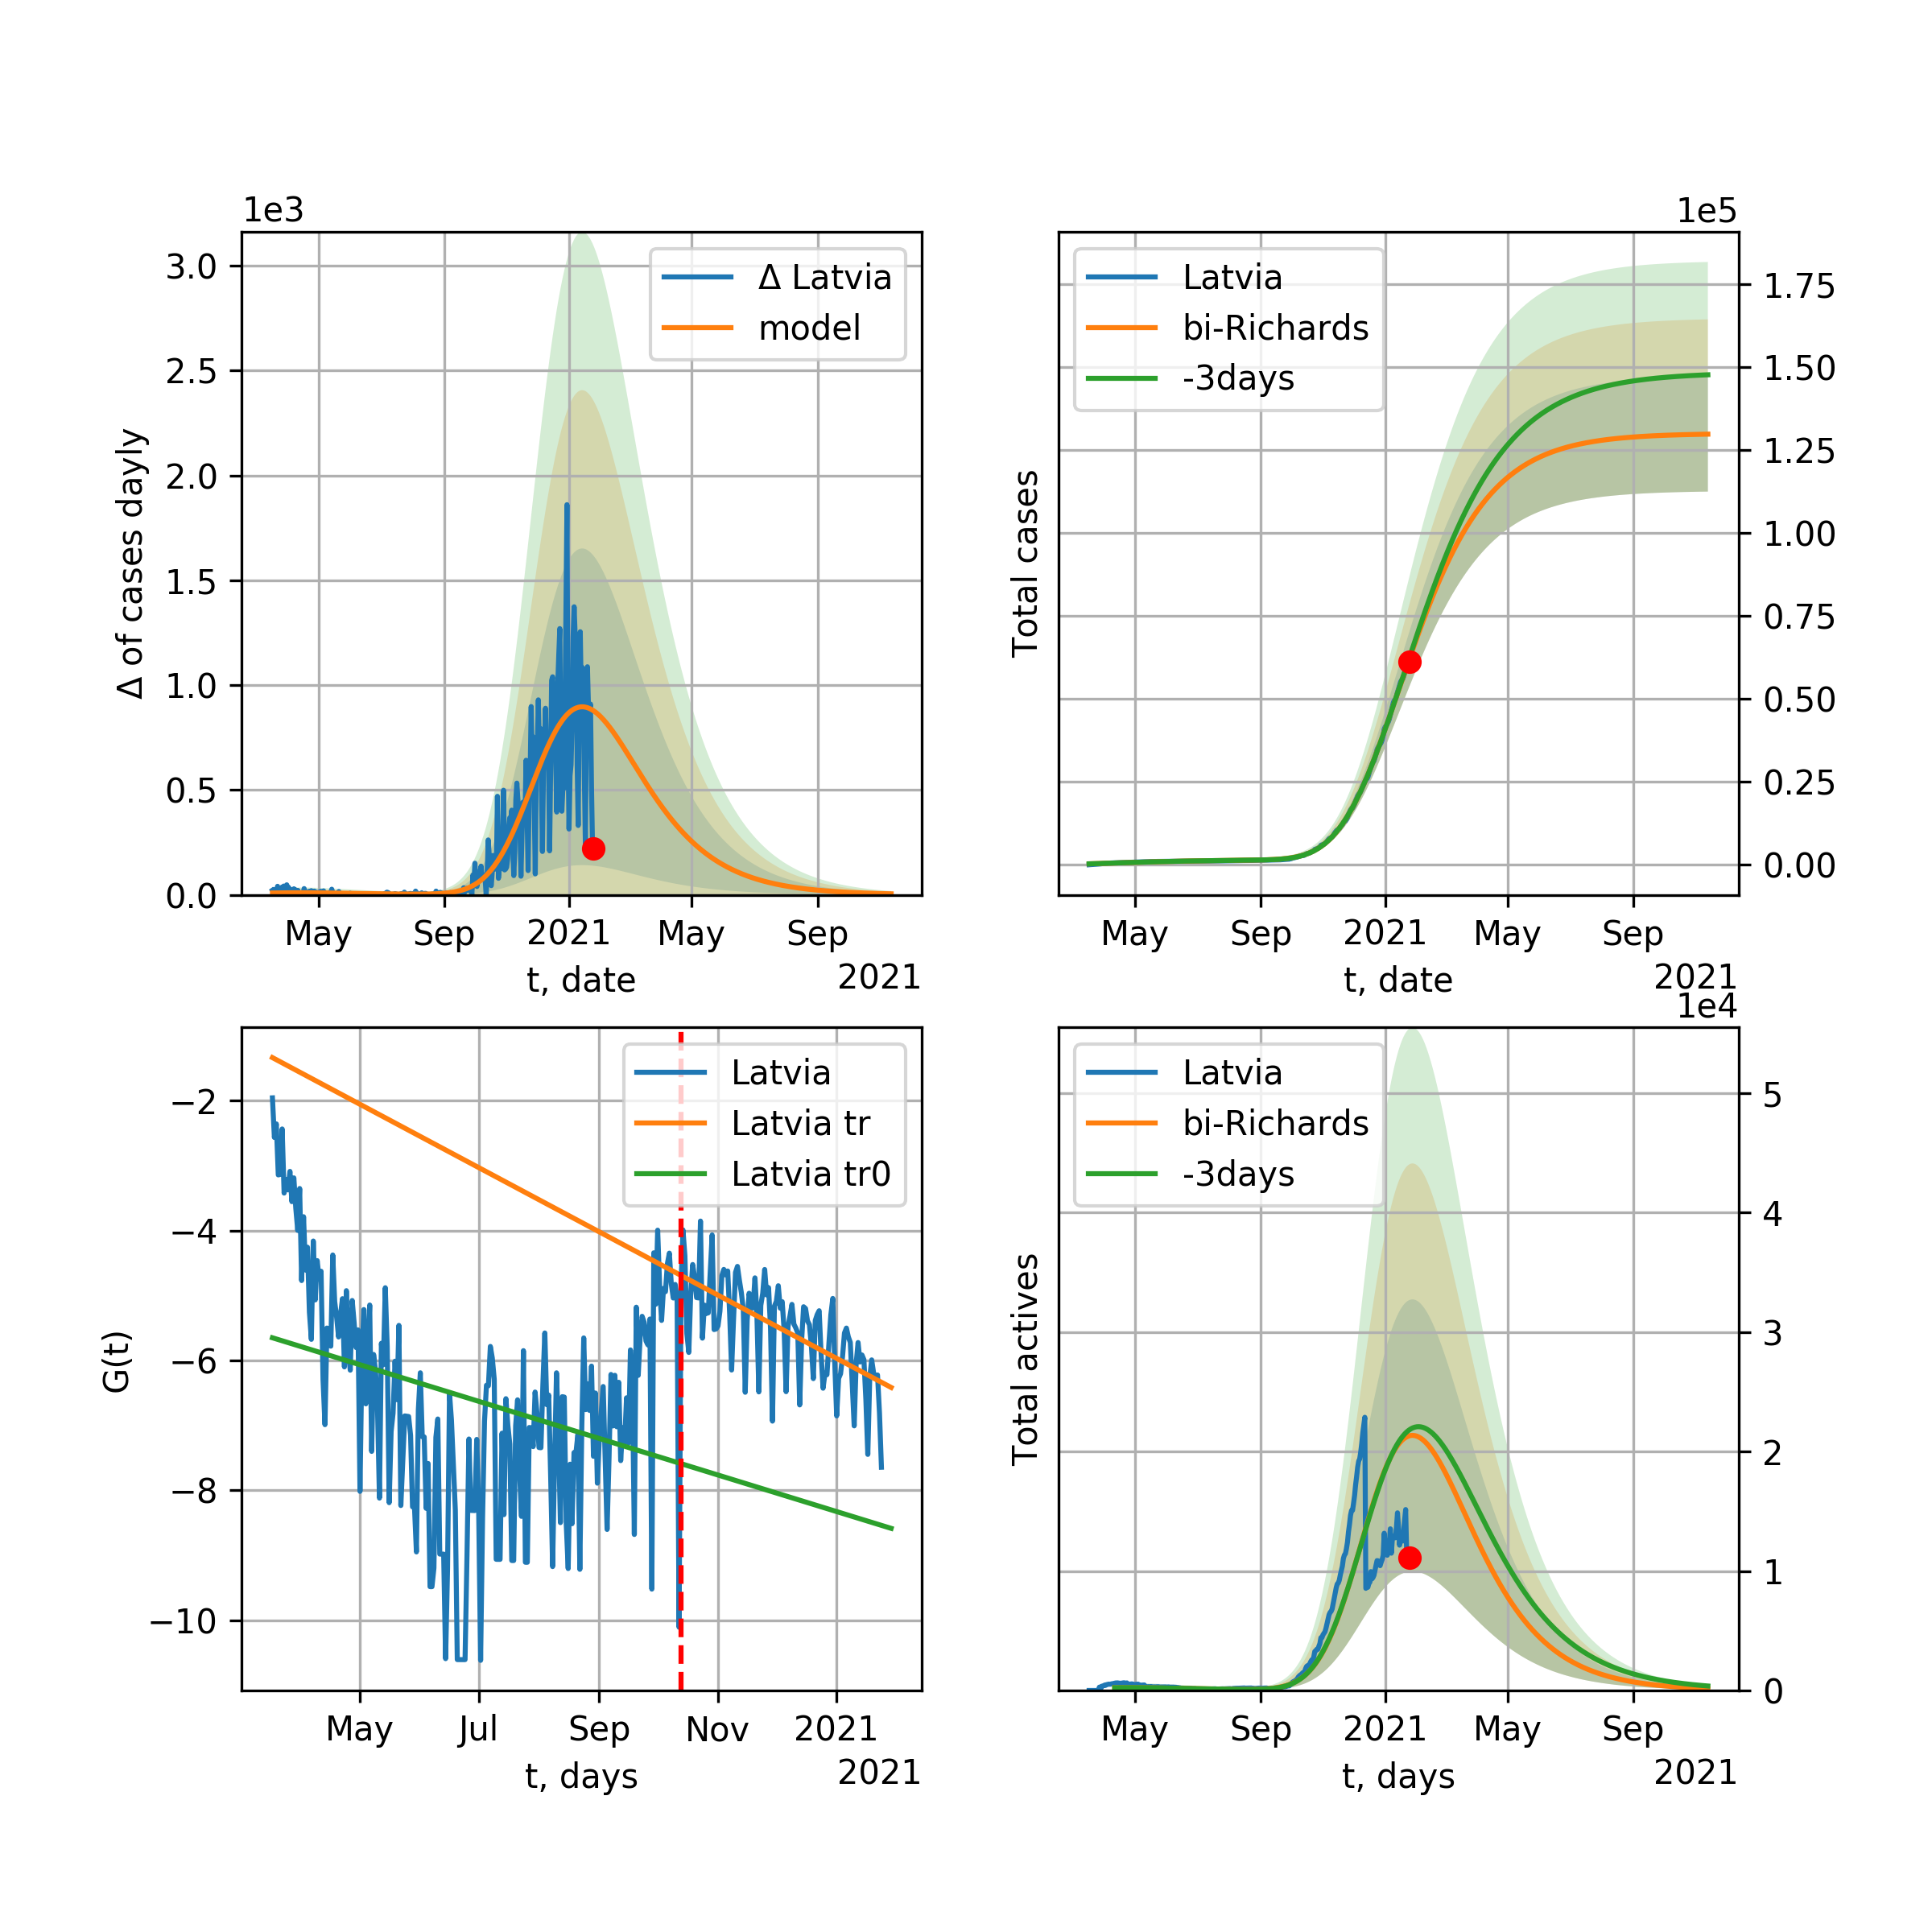 1e3
3.0
2.5
2.0
1.5
1.0
0.5
0.0
Δ of cases dayly
Δ Latvia
model
May Sep 2021 May Sep
t, date
2021
1e5
1.75
1.50
1.25
1.00
0.75
0.50
0.25
0.00
Total cases
Latvia
bi-Richards
-3days
May Sep 2021 May Sep
t, date
2021
−2
−4
−6
−8
−10
G(t)
Latvia
Latvia tr
Latvia tr0
May Jul Sep Nov 2021
t, days
2021
1e4
5
4
3
2
1
0
Total actives
Latvia
bi-Richards
-3days
May Sep 2021 May Sep
t, days
2021